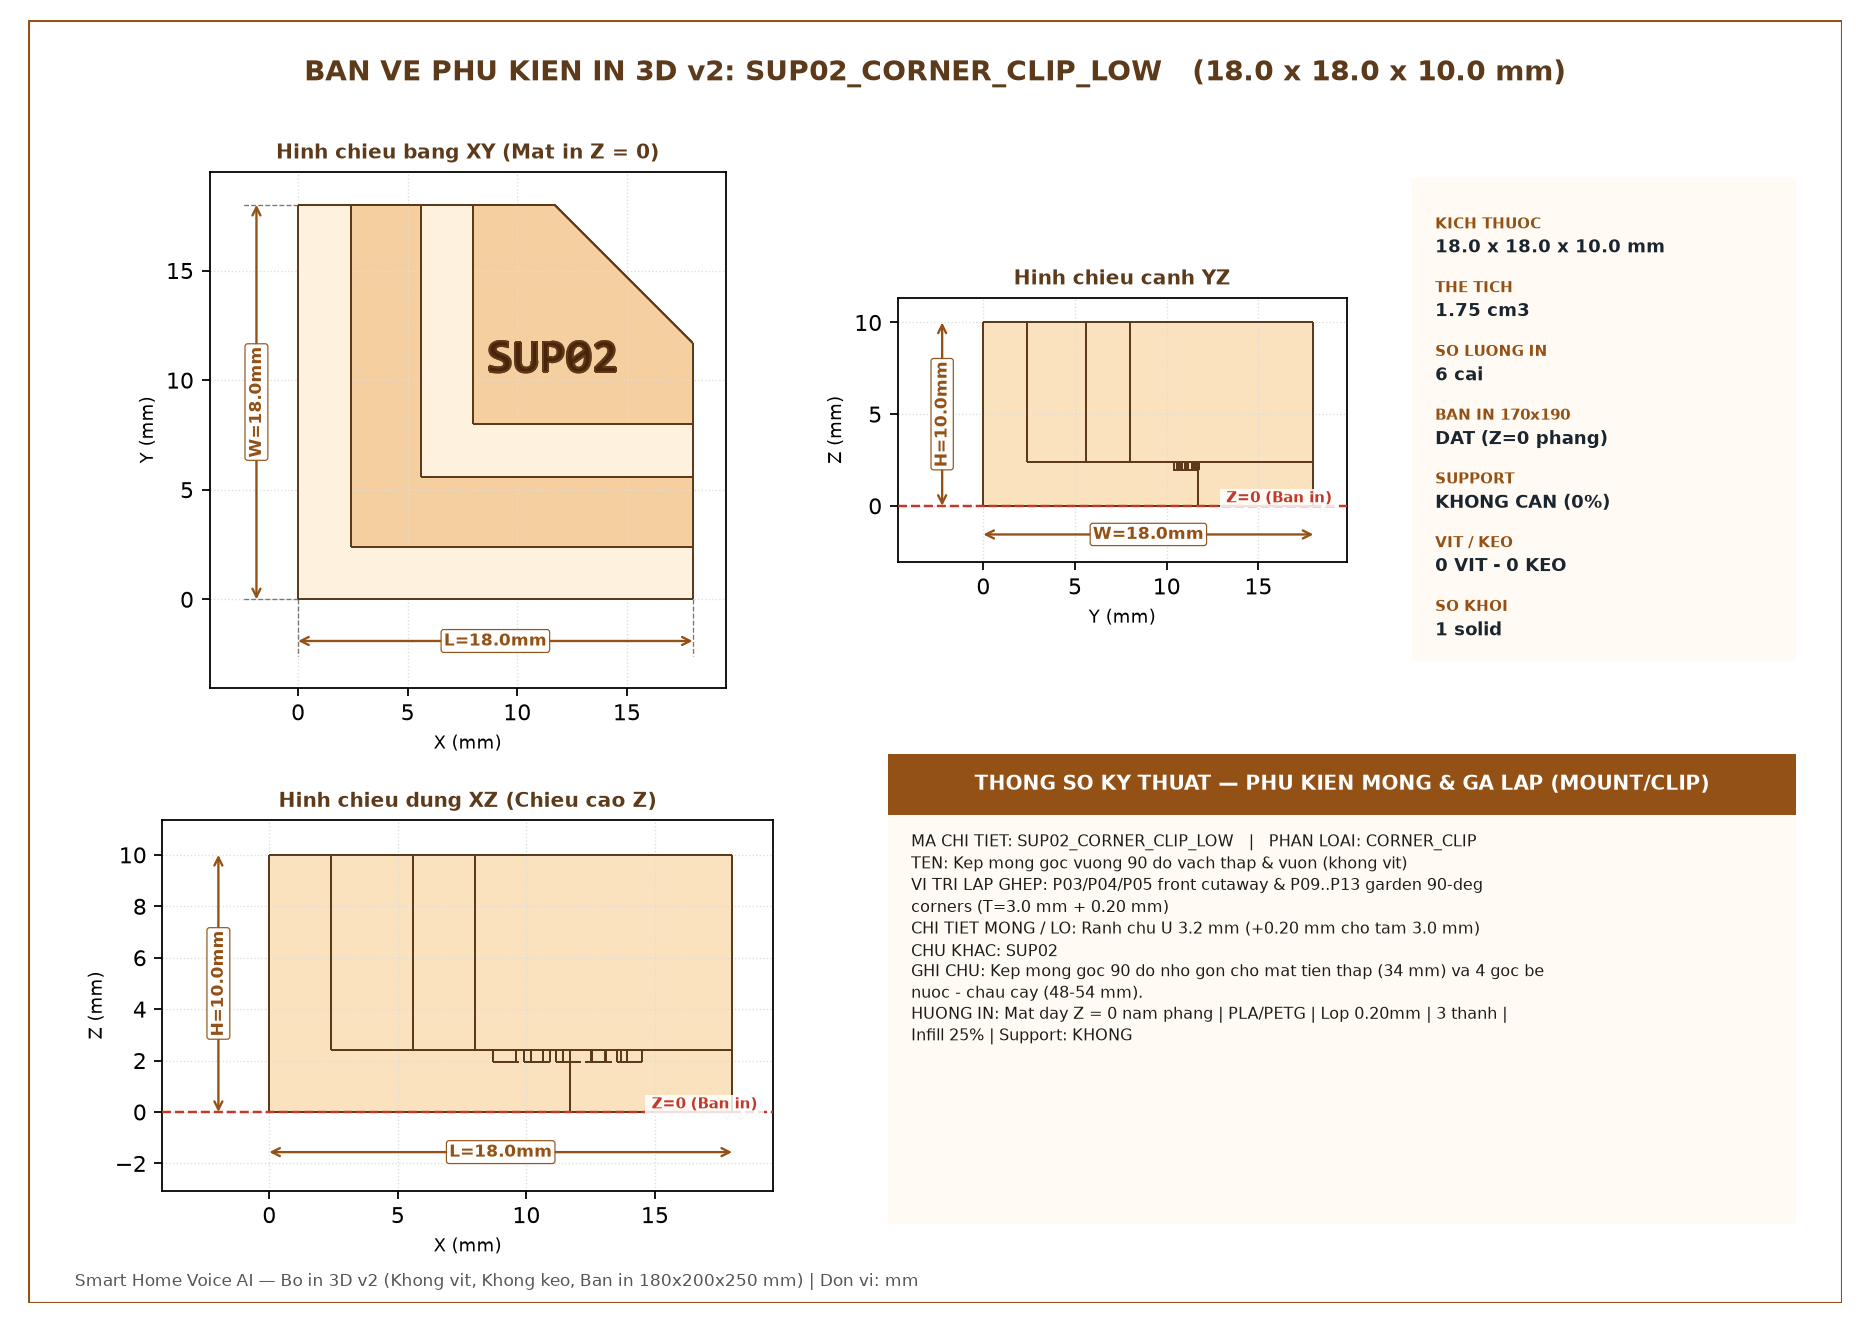 BAN VE PHU KIEN IN 3D v2: SUP02_CORNER_CLIP_LOW (18.0 x 18.0 x 10.0 mm)
Hinh chieu bang XY (Mat in Z = 0)
15
10
5
0
Y (mm)
W=18.0mm
SUP02
L=18.0mm
0 5 10 15
X (mm)
Hinh chieu canh YZ
10
5
0
Z (mm)
H=10.0mm
Z=0 (Ban in)
W=18.0mm
0 5 10 15
Y (mm)
KICH THUOC
18.0 x 18.0 x 10.0 mm
THE TICH
1.75 cm3
SO LUONG IN
6 cai
BAN IN 170x190
DAT (Z=0 phang)
SUPPORT
KHONG CAN (0%)
VIT / KEO
0 VIT - 0 KEO
SO KHOI
1 solid
Hinh chieu dung XZ (Chieu cao Z)
10
8
6
4
2
0
−2
Z (mm)
H=10.0mm
Z=0 (Ban in)
L=18.0mm
0 5 10 15
X (mm)
THONG SO KY THUAT — PHU KIEN MONG & GA LAP (MOUNT/CLIP)
MA CHI TIET: SUP02_CORNER_CLIP_LOW | PHAN LOAI: CORNER_CLIP
TEN: Kep mong goc vuong 90 do vach thap & vuon (khong vit)
VI TRI LAP GHEP: P03/P04/P05 front cutaway & P09..P13 garden 90-deg
corners (T=3.0 mm + 0.20 mm)
CHI TIET MONG / LO: Ranh chu U 3.2 mm (+0.20 mm cho tam 3.0 mm)
CHU KHAC: SUP02
GHI CHU: Kep mong goc 90 do nho gon cho mat tien thap (34 mm) va 4 goc be
nuoc - chau cay (48-54 mm).
HUONG IN: Mat day Z = 0 nam phang | PLA/PETG | Lop 0.20mm | 3 thanh |
Infill 25% | Support: KHONG
Smart Home Voice AI — Bo in 3D v2 (Khong vit, Khong keo, Ban in 180x200x250 mm) | Don vi: mm